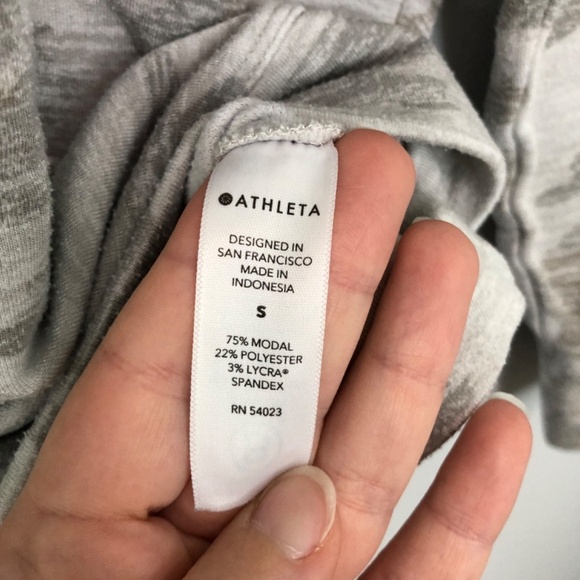 ATHLETA
DESIGNED IN
SAN FRANCISCO
MADE IN
INDONESIA
S
75% MODAL
22% POLYESTER
3% LYCRA®
SPANDEX
RN 54023